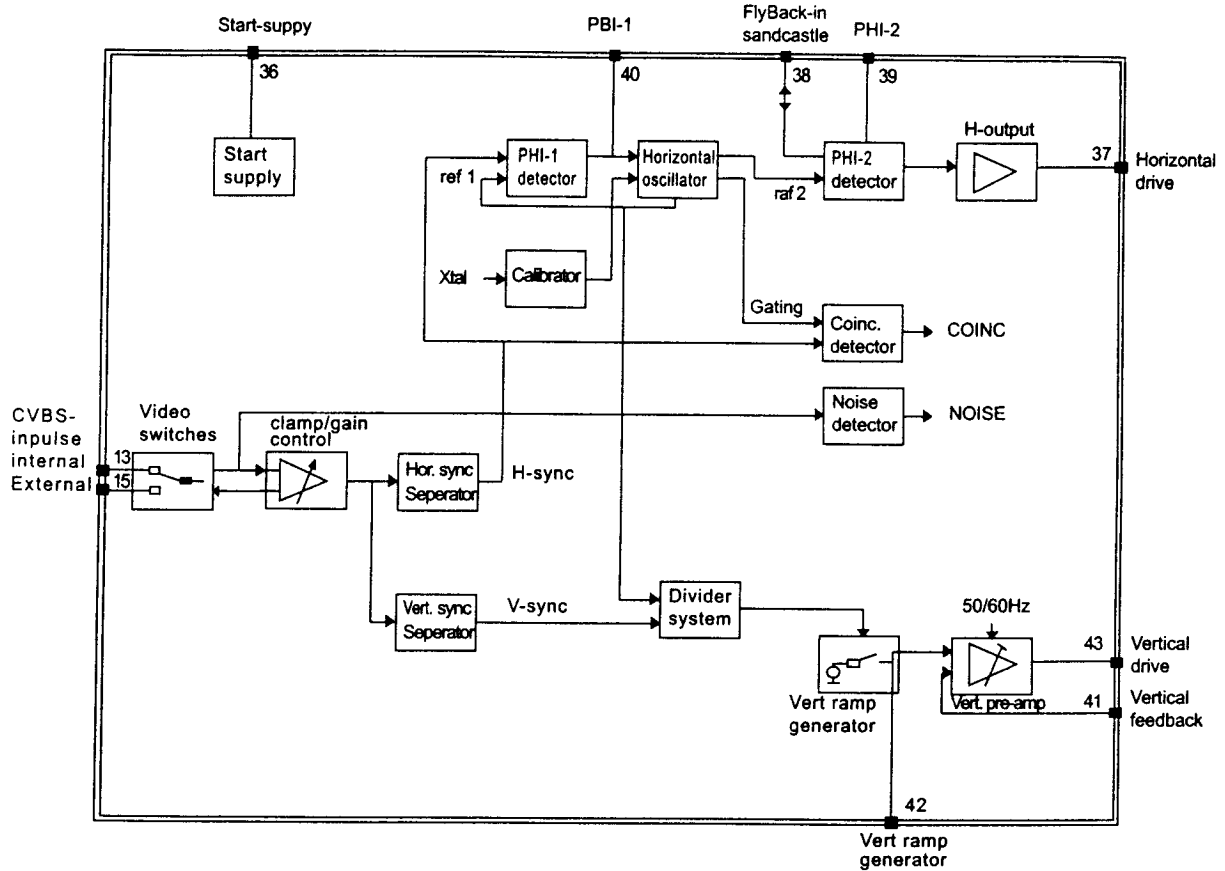 Start-suppy
PBI-1
FlyBack-in
sandcastle
PHI-2
36
40
38
39
Start
supply
PHI-1
detector
ref 1
Horizontal
oscillator
raf 2
PHI-2
detector
H-output
37
Horizontal
drive
Xtal
Calibrator
Gating
Coinc.
detector
COINC
Noise
detector
NOISE
CVBS-
inpulse
internal
External
13
15
Video
switches
clamp/gain
control
Hor. sync
Seperator
H-sync
Vert. sync
Seperator
V-sync
Divider
system
50/60Hz
Vert ramp
generator
Vert. pre-amp
43
Vertical
drive
41
Vertical
feedback
42
Vert ramp
generator